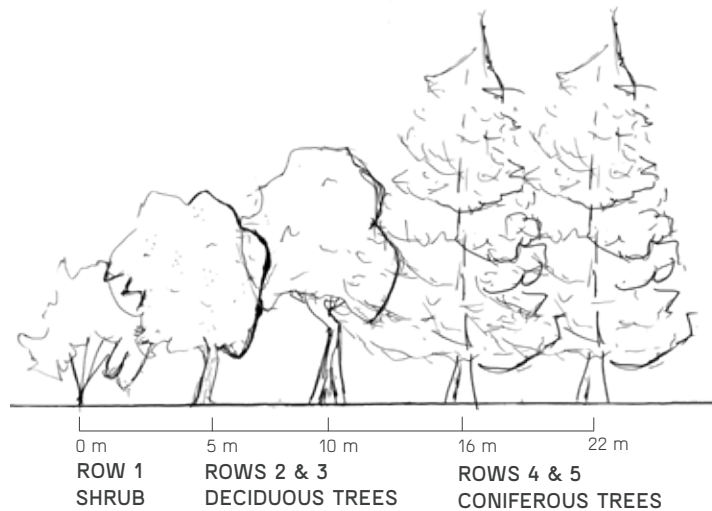 0 m
5 m
10 m
16 m
22 m
ROW 1
SHRUB
ROWS 2 & 3
DECIDUOUS TREES
ROWS 4 & 5
CONIFEROUS TREES